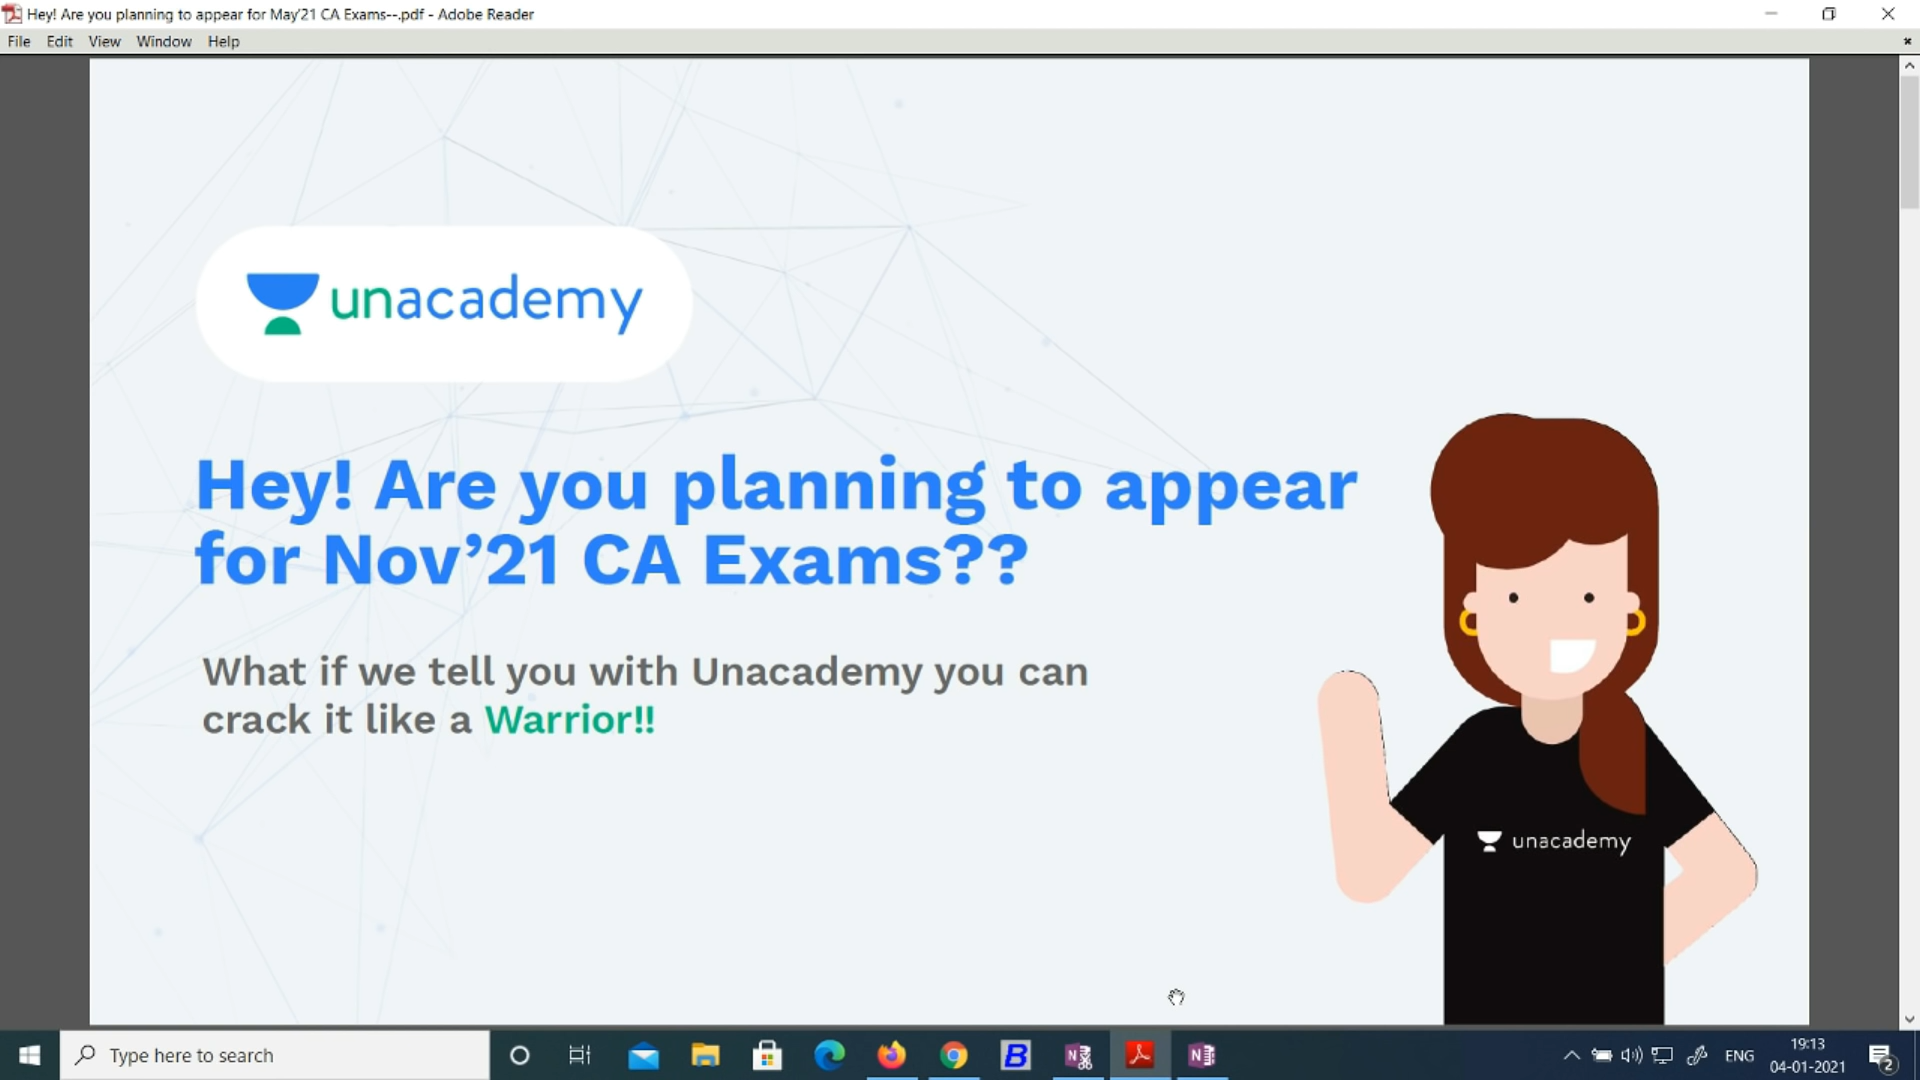 Hey! Are you planning to appear for May'21 CA Exams--.pdf - Adobe Reader
File Edit View Window Help
unacademy
Hey! Are you planning to appear
for Nov’21 CA Exams??
What if we tell you with Unacademy you can
crack it like a Warrior!!
unacademy
Type here to search
B
N
N
ENG
19:13
04-01-2021
2